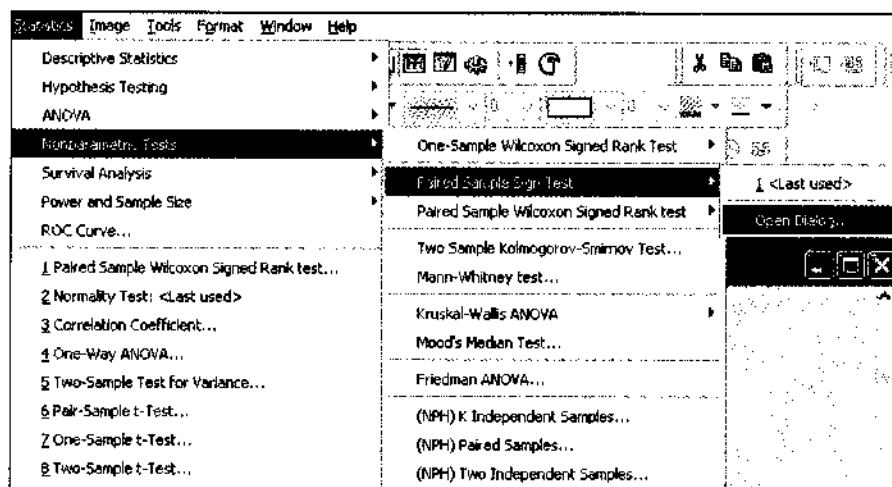 Statistics Image Tools Format Window Help
Descriptive Statistics
Hypothesis Testing
ANOVA
Nonparametric Tests
Survival Analysis
Power and Sample Size
ROC Curve...
1 Paired Sample Wilcoxon Signed Rank test...
2 Normality Test: <Last used>
3 Correlation Coefficient...
4 One-Way ANOVA...
5 Two-Sample Test for Variance...
6 Pair-Sample t-Test...
7 One-Sample t-Test...
8 Two-Sample t-Test...
One-Sample Wilcoxon Signed Rank Test
Paired Sample Sign Test
Paired Sample Wilcoxon Signed Rank test
Two Sample Kolmogorov-Smirnov Test...
Mann-Whitney test...
Kruskal-Wallis ANOVA
Mood's Median Test...
Friedman ANOVA...
(NPH) K Independent Samples...
(NPH) Paired Samples...
(NPH) Two Independent Samples...
1 <Last used>
Open Dialog...